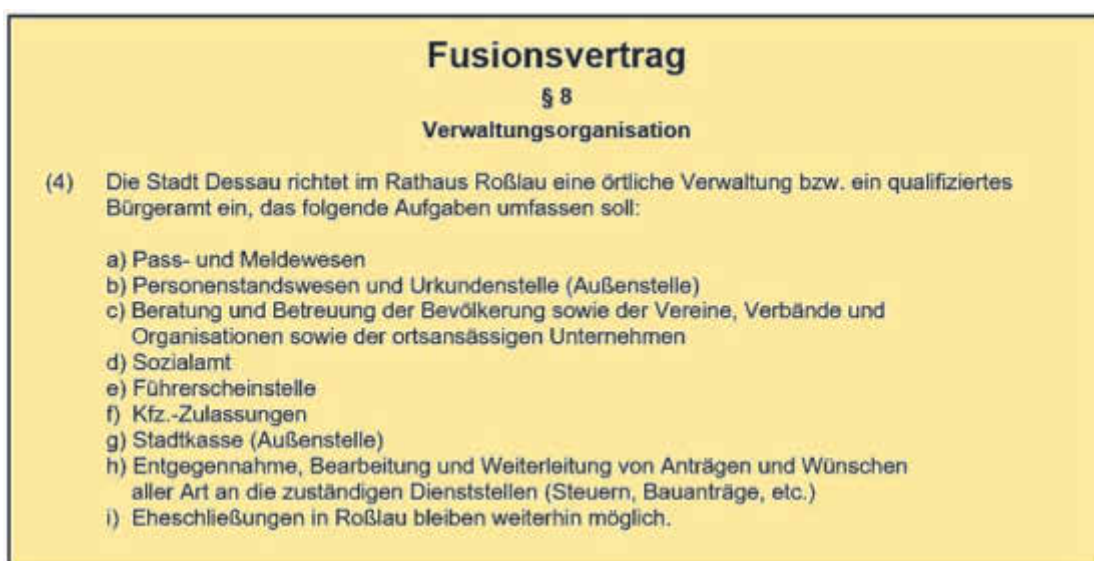 Fusionsvertrag
§ 8
Verwaltungsorganisation
(4) Die Stadt Dessau richtet im Rathaus Roßlau eine örtliche Verwaltung bzw. ein qualifiziertes
Bürgeramt ein, das folgende Aufgaben umfassen soll:
a) Pass- und Meldewesen
b) Personenstandswesen und Urkundenstelle (Außenstelle)
c) Beratung und Betreuung der Bevölkerung sowie der Vereine, Verbände und
Organisationen sowie der ortsansässigen Unternehmen
d) Sozialamt
e) Führerscheinstelle
f) Kfz.-Zulassungen
g) Stadtkasse (Außenstelle)
h) Entgegennahme, Bearbeitung und Weiterleitung von Anträgen und Wünschen
aller Art an die zuständigen Dienststellen (Steuern, Bauanträge, etc.)
i) Eheschließungen in Roßlau bleiben weiterhin möglich.